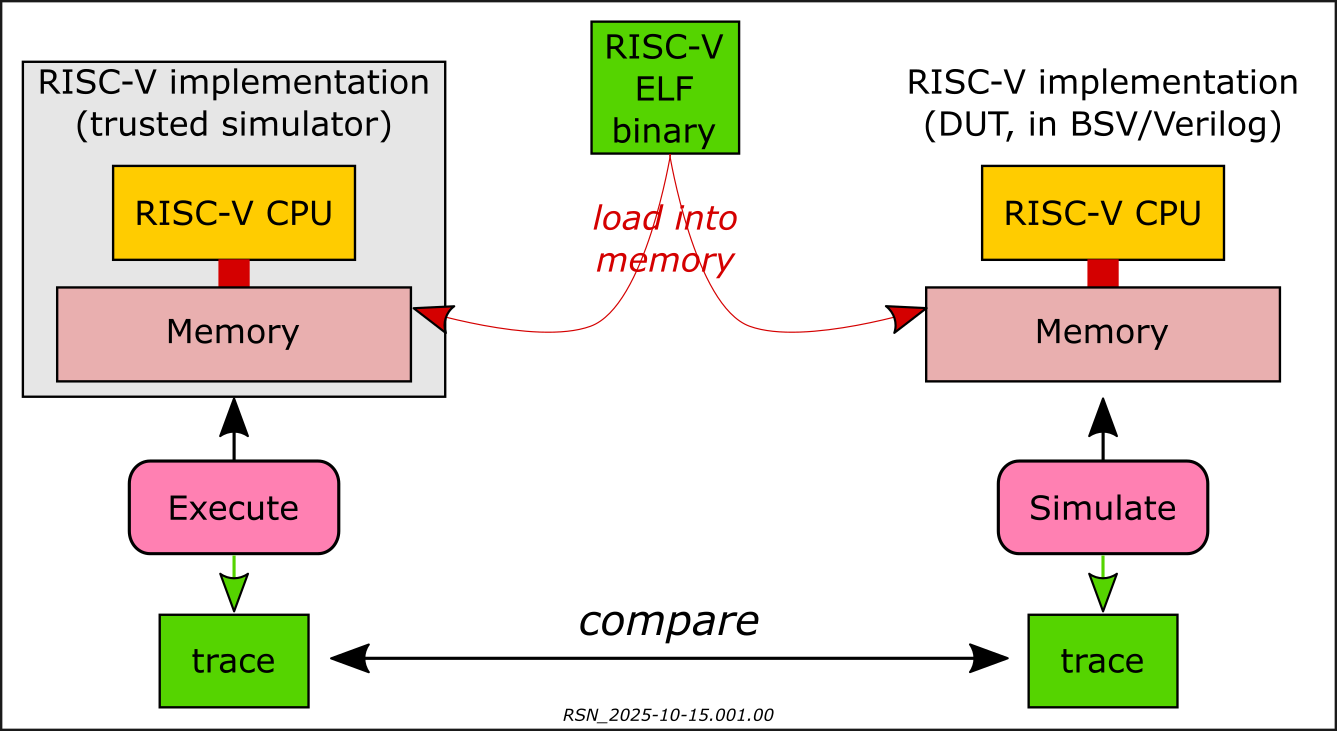 RISC-V
ELF
binary
RISC-V implementation
(trusted simulator)
RISC-V CPU
Memory
load into
memory
RISC-V implementation
(DUT, in BSV/Verilog)
RISC-V CPU
Memory
Execute
Simulate
trace
compare
trace
RSN_2025-10-15.001.00